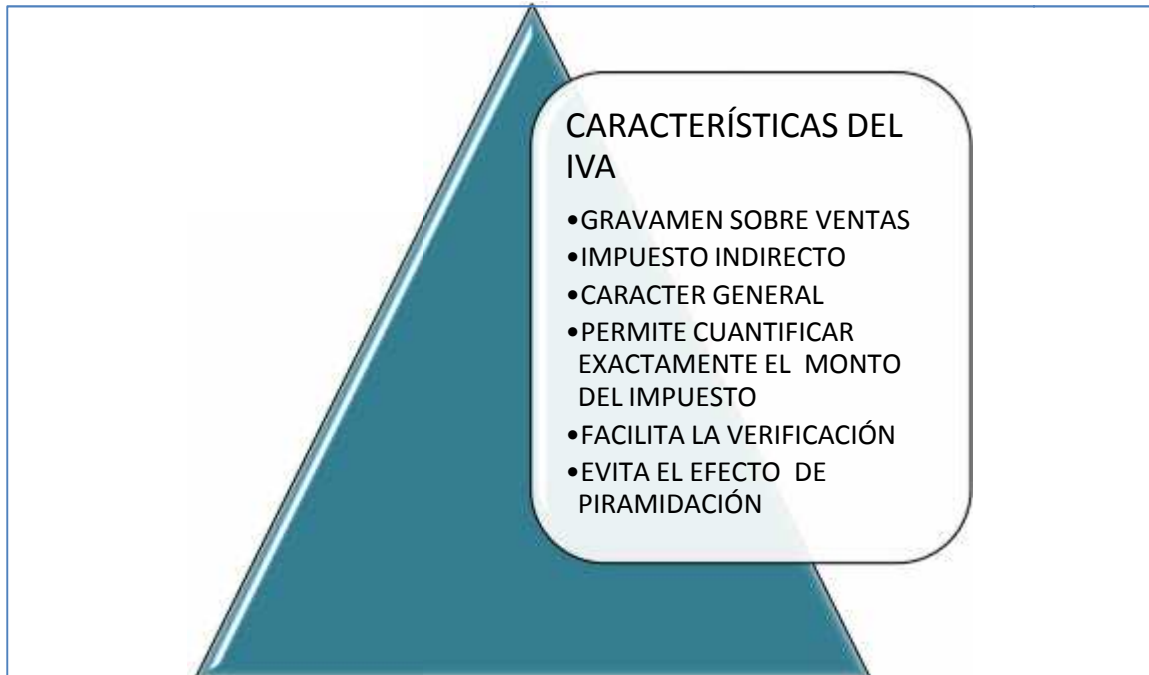 CARACTERÍSTICAS DEL
IVA
•GRAVAMEN SOBRE VENTAS
•IMPUESTO INDIRECTO
•CARACTER GENERAL
•PERMITE CUANTIFICAR
EXACTAMENTE EL MONTO
DEL IMPUESTO
•FACILITA LA VERIFICACIÓN
•EVITA EL EFECTO DE
PIRAMIDACIÓN